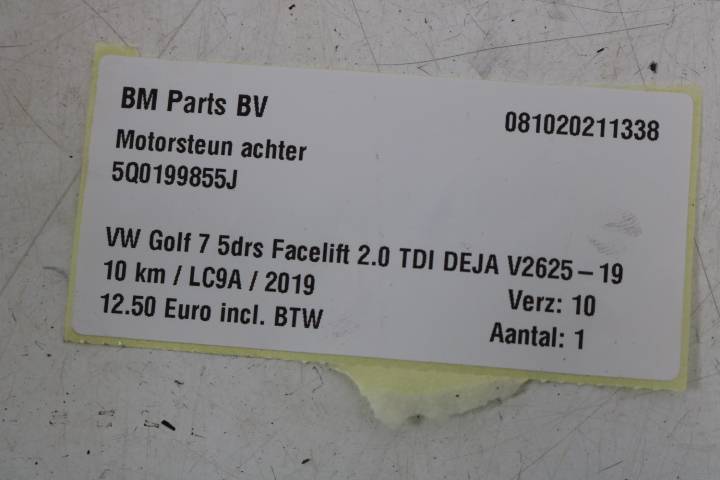 BM Parts BV
081020211338
Motorsteun achter
5Q0199855J
VW Golf 7 5drs Facelift 2.0 TDI DEJA V2625-19
10 km / LC9A / 2019
Verz: 10
12.50 Euro incl. BTW
Aantal: 1